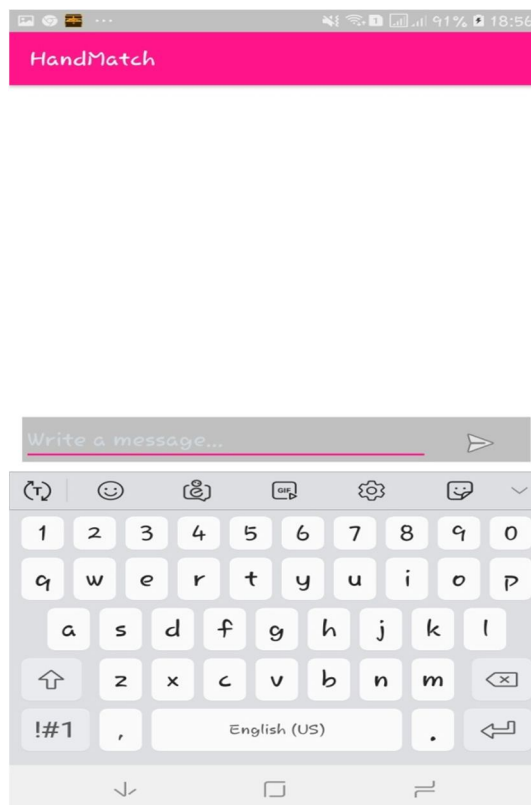 1 91% 18:56
HandMatch
Write a message...
T GIF
1 2 3 4 5 6 7 8 9 0
q w e r t y u i o p
a s d f g h j k l
z x c v b n m
!#1 , English (US) .